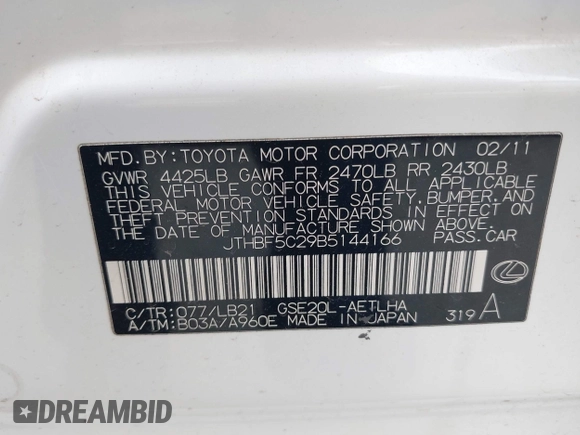 MFD. BY: TOYOTA MOTOR CORPORATION 02/11
GVWR 4425LB GAWR FR 2470LB RR 2430LB
THIS VEHICLE CONFORMS TO ALL APPLICABLE
FEDERAL MOTOR VEHICLE SAFETY, BUMPER, AND
THEFT PREVENTION STANDARDS IN EFFECT
ON THE DATE OF MANUFACTURE SHOWN ABOVE.
JTHBF5C29B5144166 PASS. CAR
C/TR: 077/LB21 GSE20L-AETLHA
A/TM: B03A/A960E MADE IN JAPAN 319 A
DREAMBID